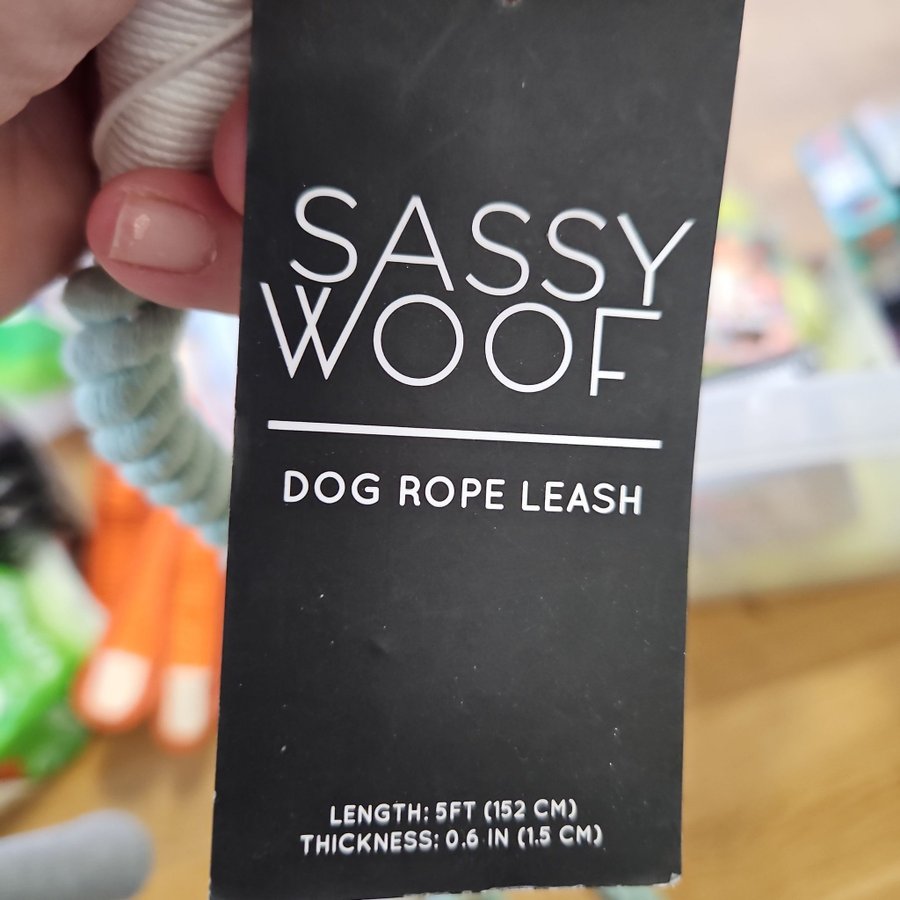 SASSY
WOOF
DOG ROPE LEASH
LENGTH: 5FT (152 CM)
THICKNESS: 0.6 IN (1.5 CM)